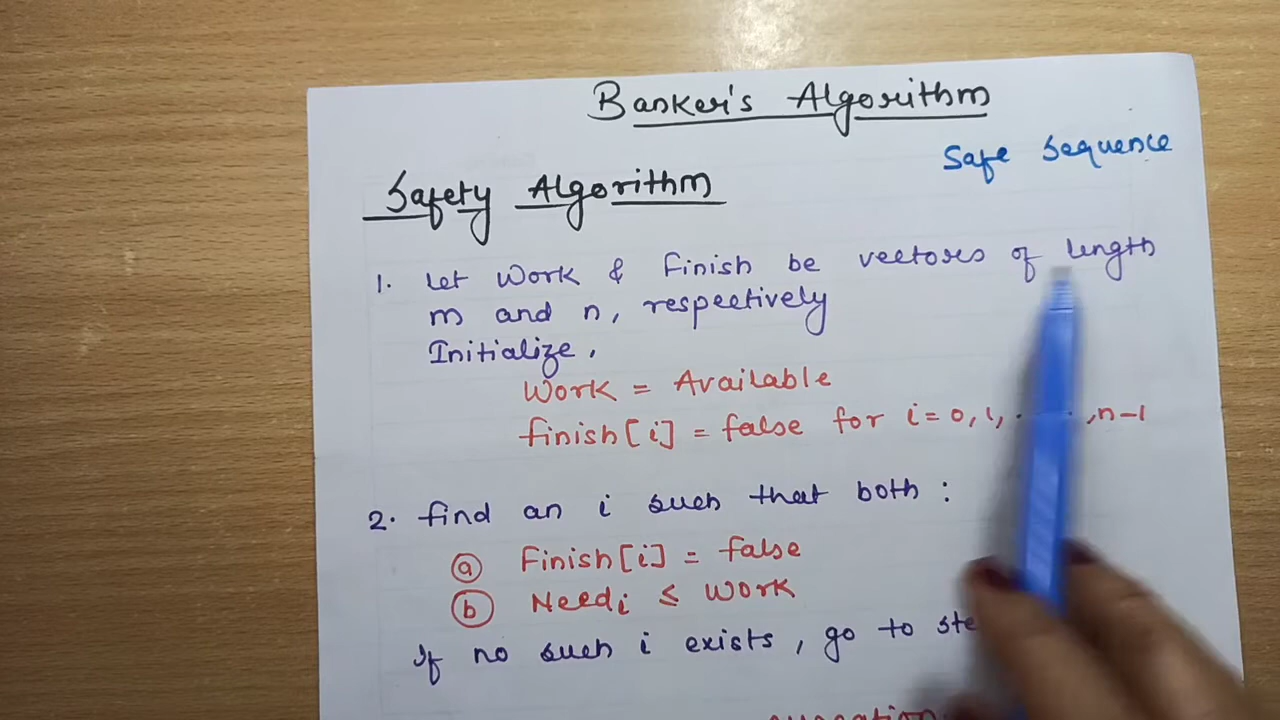 Banker's Algorithm
Safe Sequence
Safety Algorithm
1. Let Work & Finish be vectores of length
m and n, respectively
Initialize,
Work = Available
finish[i] = false for i = 0, 1, . . ., n-1
2. find an i such that both :
(a) Finish[i] = false
(b) Needi ≤ Work
If no such i exists, go to